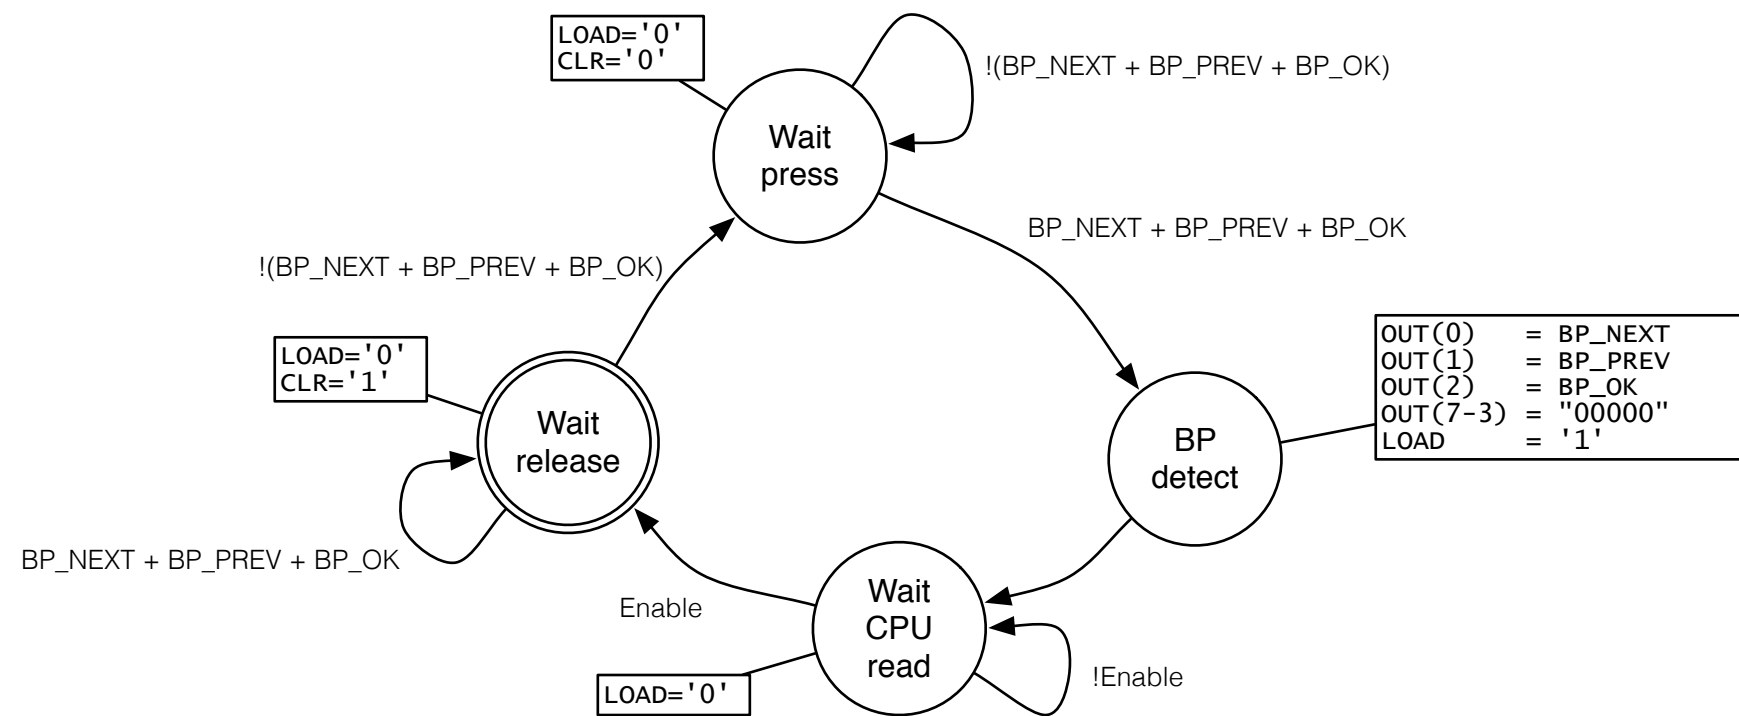 LOAD='0'
CLR='0'
!(BP_NEXT + BP_PREV + BP_OK)
Wait
press
BP_NEXT + BP_PREV + BP_OK
!(BP_NEXT + BP_PREV + BP_OK)
LOAD='0'
CLR='1'
OUT(0)   = BP_NEXT
OUT(1)   = BP_PREV
OUT(2)   = BP_OK
OUT(7-3) = "00000"
LOAD     = '1'
Wait
release
BP
detect
BP_NEXT + BP_PREV + BP_OK
Enable
Wait
CPU
read
!Enable
LOAD='0'